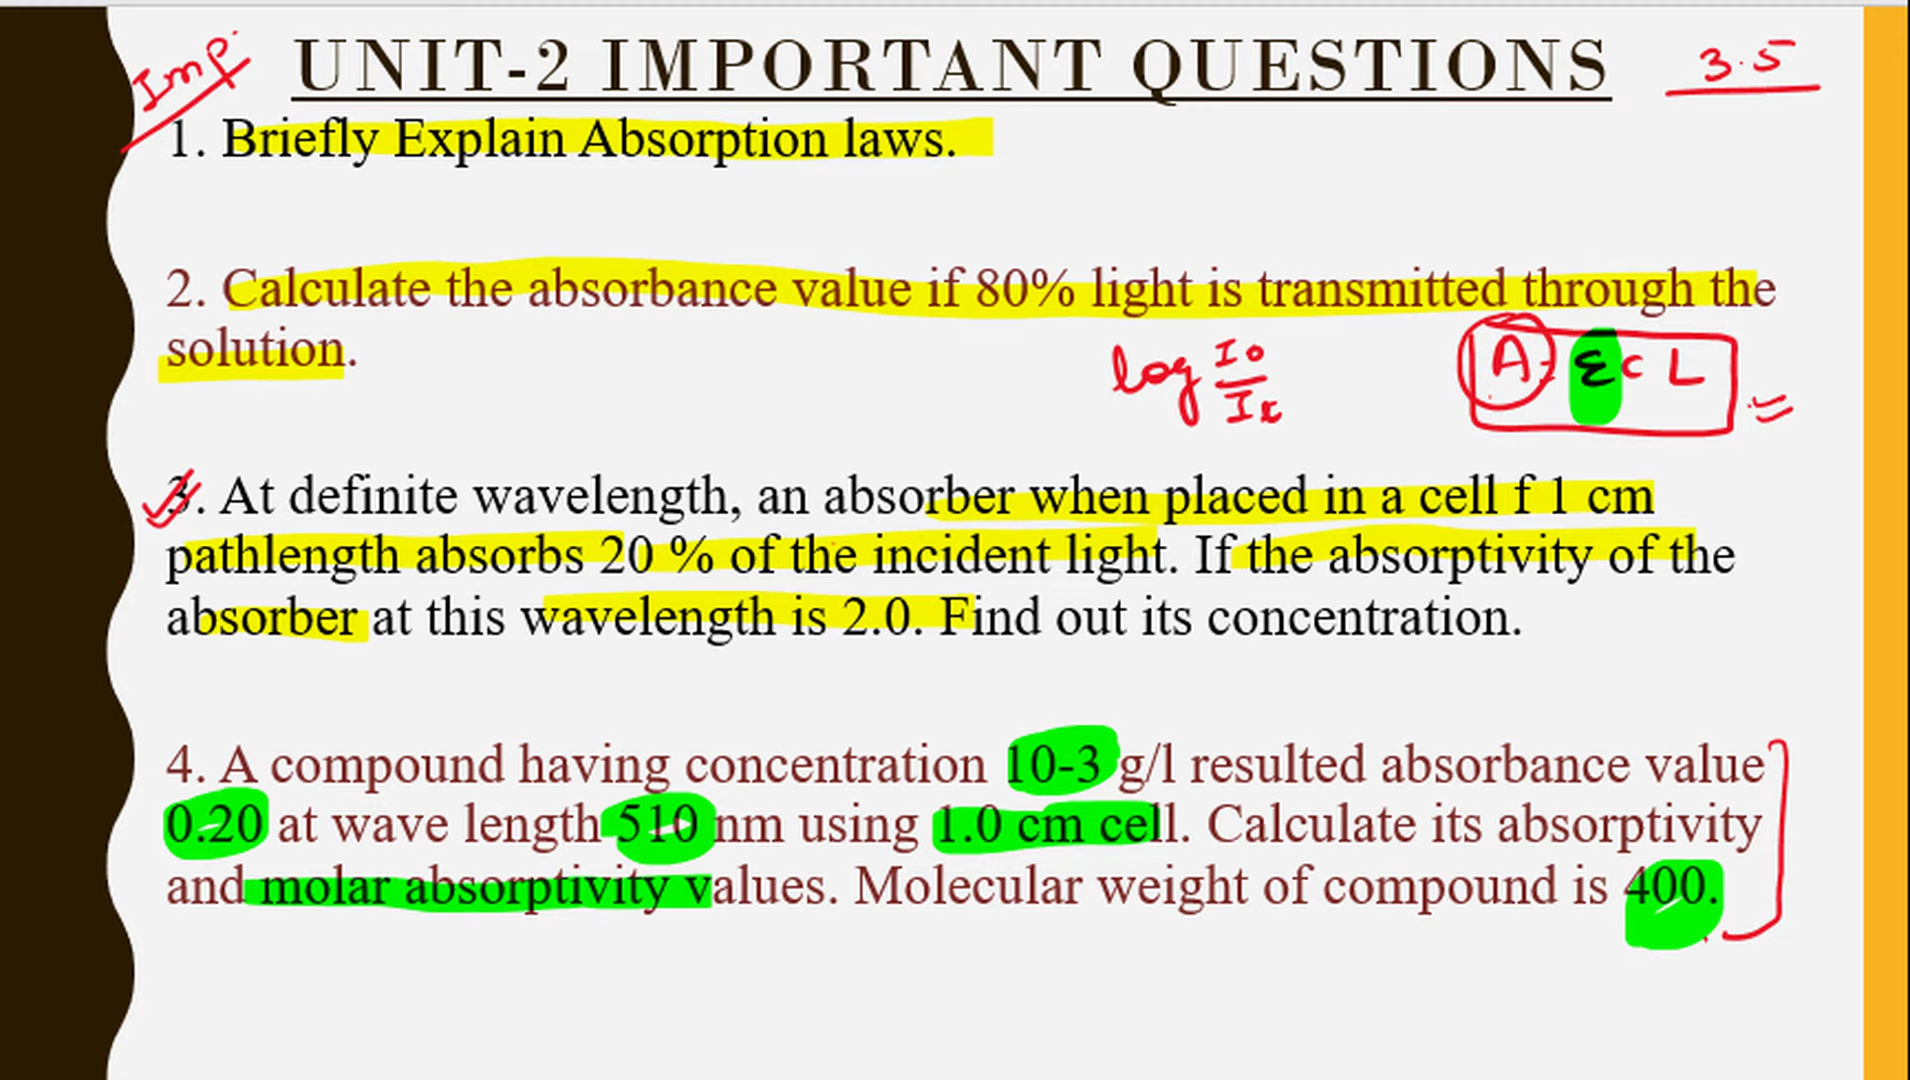 Imp.
UNIT-2 IMPORTANT QUESTIONS
3.5
1. Briefly Explain Absorption laws.
2. Calculate the absorbance value if 80% light is transmitted through the
solution.
log I0/It
A = ε c L
3. At definite wavelength, an absorber when placed in a cell f 1 cm
pathlength absorbs 20 % of the incident light. If the absorptivity of the
absorber at this wavelength is 2.0. Find out its concentration.
4. A compound having concentration 10-3 g/l resulted absorbance value
0.20 at wave length 510 nm using 1.0 cm cell. Calculate its absorptivity
and molar absorptivity values. Molecular weight of compound is 400.